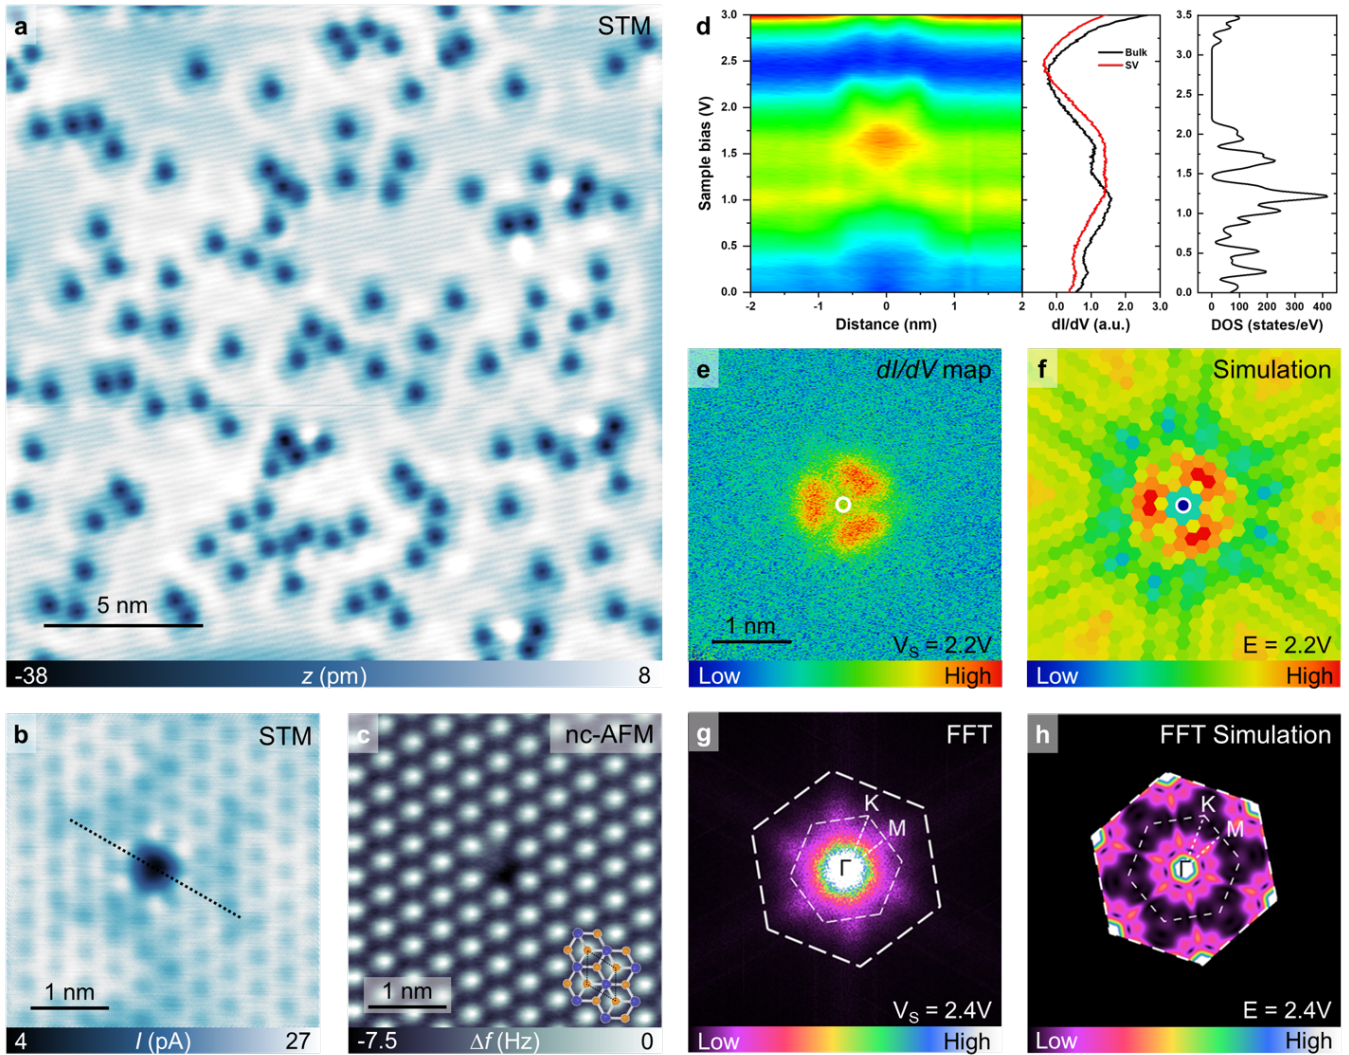 a
STM
5 nm
-38
z (pm)
8
b
STM
1 nm
4
I (pA)
27
c
nc-AFM
1 nm
-7.5
Δf (Hz)
0
d
Sample bias (V)
3.0
2.5
2.0
1.5
1.0
0.5
0.0
-2
-1
0
1
2
Distance (nm)
Bulk
SV
0.0
1.0
2.0
3.0
dI/dV (a.u.)
3.5
3.0
2.5
2.0
1.5
1.0
0.5
0.0
0
100
200
300
400
DOS (states/eV)
e
dI/dV map
1 nm
VS = 2.2V
Low
High
f
Simulation
E = 2.2V
Low
High
g
FFT
K
M
Γ
VS = 2.4V
Low
High
h
FFT Simulation
K
M
Γ
E = 2.4V
Low
High